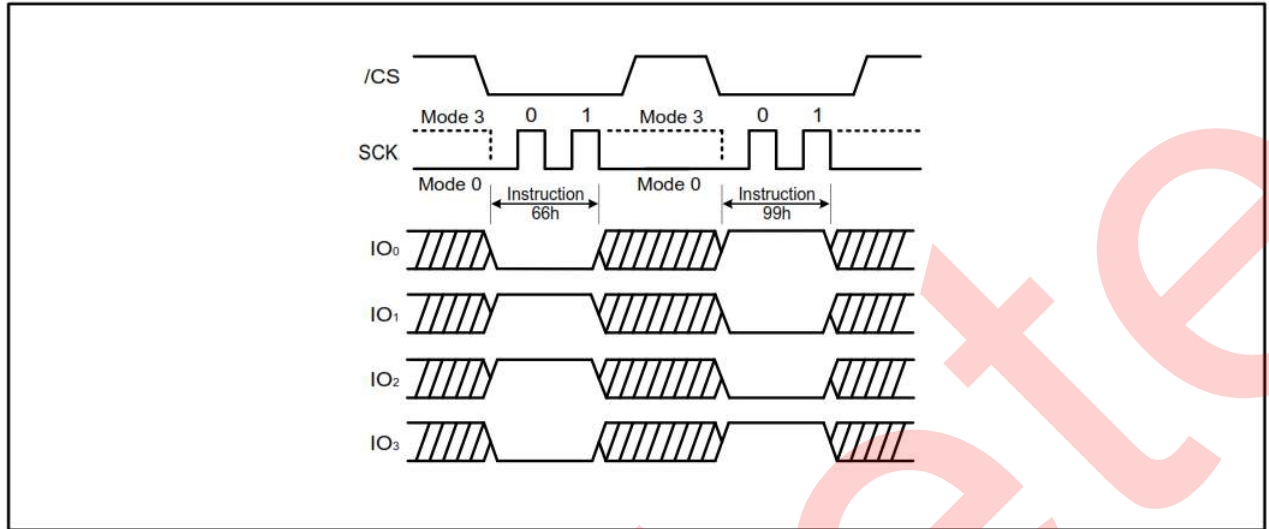 /CS
Mode 3 0 1 Mode 3 0 1
SCK
Mode 0 Instruction Mode 0 Instruction
66h 99h
IO₀
IO₁
IO₂
IO₃
ete